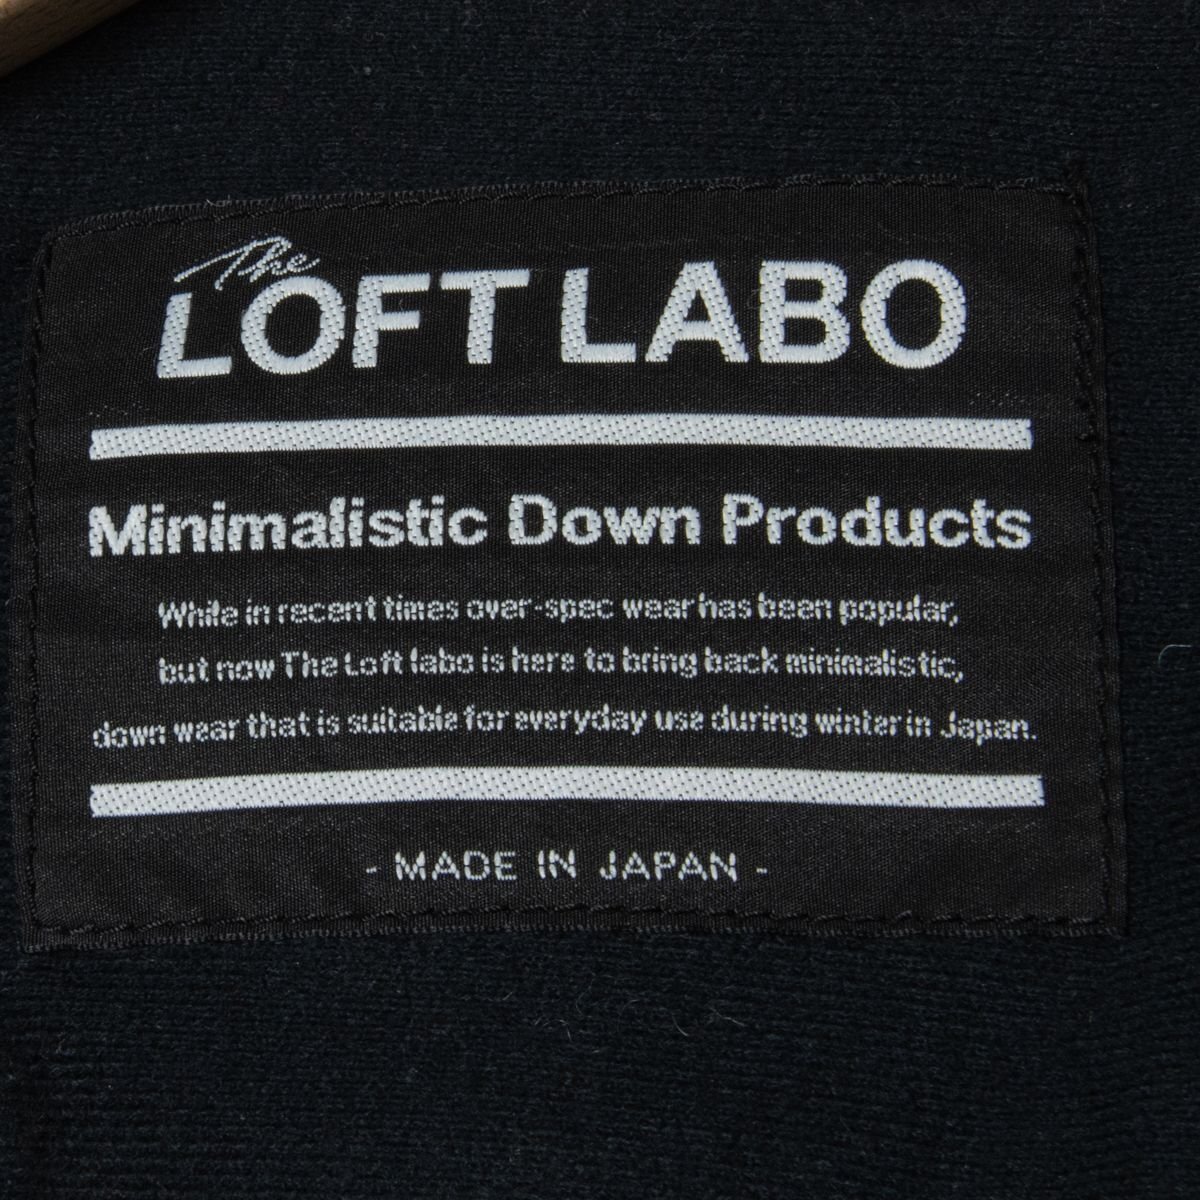 The
LOFT LABO
Minimalistic Down Products
While in recent times over-spec wear has been popular,
but now The Loft labo is here to bring back minimalistic,
down wear that is suitable for everyday use during winter in Japan.
- MADE IN JAPAN -